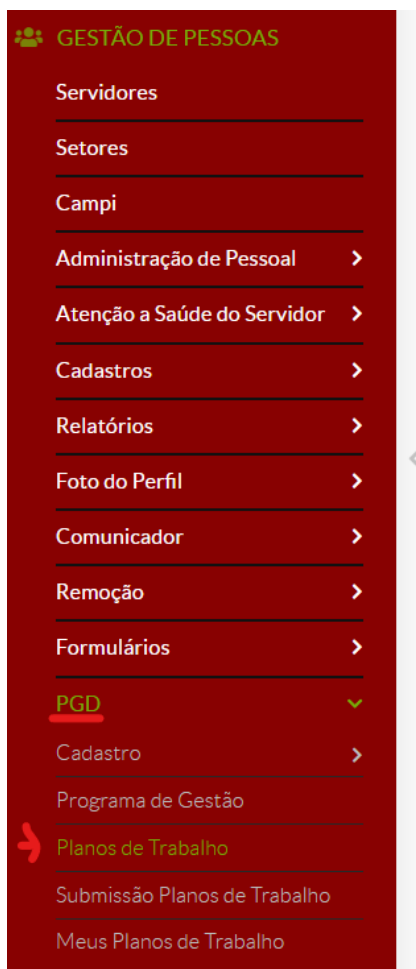 GESTÃO DE PESSOAS
Servidores
Setores
Campi
Administração de Pessoal
Atenção a Saúde do Servidor
Cadastros
Relatórios
Foto do Perfil
Comunicador
Remoção
Formulários
PGD
Cadastro
Programa de Gestão
Planos de Trabalho
Submissão Planos de Trabalho
Meus Planos de Trabalho